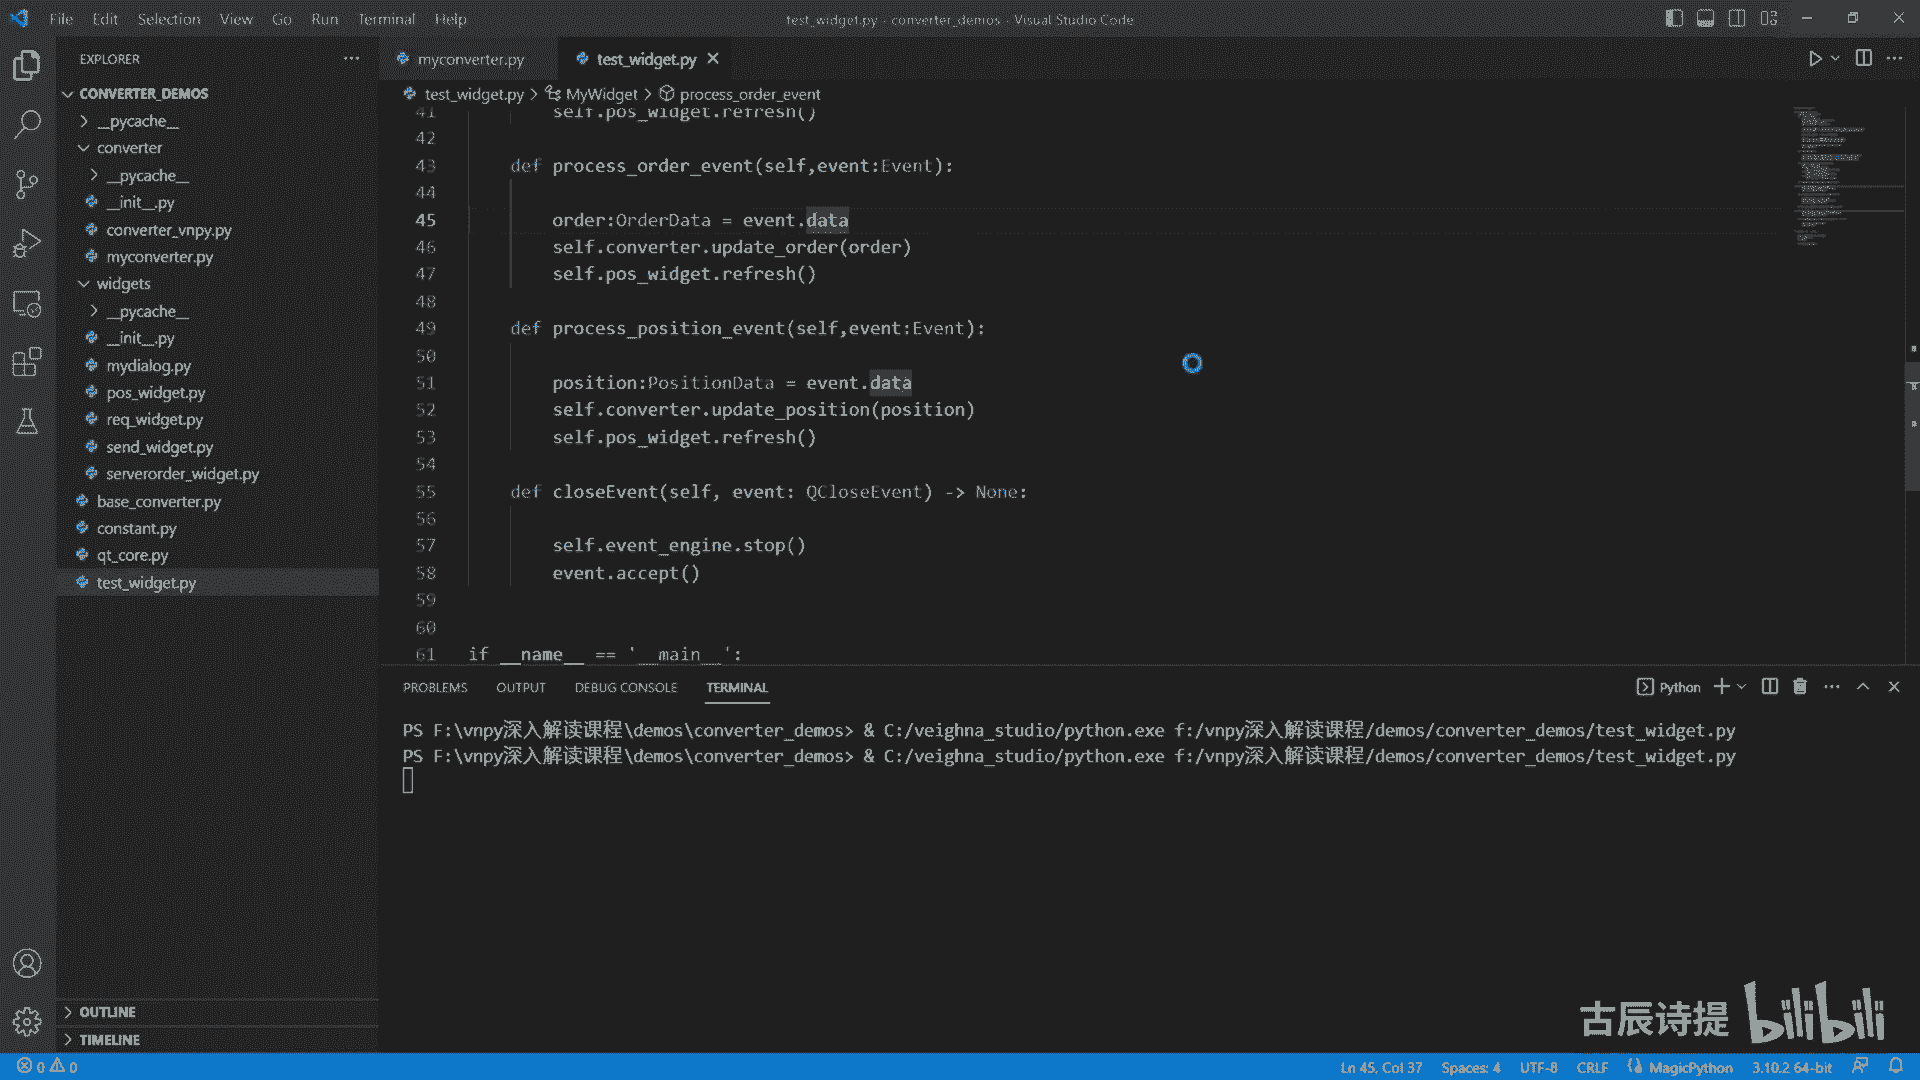 File Edit Selection View Go Run Terminal Help
test_widget.py - converter_demos - Visual Studio Code
EXPLORER
CONVERTER_DEMOS
__pycache__
converter
__pycache__
__init__.py
converter_vnpy.py
myconverter.py
widgets
__pycache__
__init__.py
mydialog.py
pos_widget.py
req_widget.py
send_widget.py
serverorder_widget.py
base_converter.py
constant.py
qt_core.py
test_widget.py
OUTLINE
TIMELINE
myconverter.py
test_widget.py
test_widget.py > MyWidget > process_order_event
41 self.pos_widget.refresh()
42
43 def process_order_event(self,event:Event):
44
45 order:OrderData = event.data
46 self.converter.update_order(order)
47 self.pos_widget.refresh()
48
49 def process_position_event(self,event:Event):
50
51 position:PositionData = event.data
52 self.converter.update_position(position)
53 self.pos_widget.refresh()
54
55 def closeEvent(self, event: QCloseEvent) -> None:
56
57 self.event_engine.stop()
58 event.accept()
59
60
61 if __name__ == '__main__':
PROBLEMS OUTPUT DEBUG CONSOLE TERMINAL
Python
PS F:\vnpy深入解读课程\demos\converter_demos> & C:/veighna_studio/python.exe f:/vnpy深入解读课程/demos/converter_demos/test_widget.py
PS F:\vnpy深入解读课程\demos\converter_demos> & C:/veighna_studio/python.exe f:/vnpy深入解读课程/demos/converter_demos/test_widget.py
古辰诗提 bilibili
0 0
Ln 45, Col 37 Spaces: 4 UTF-8 CRLF MagicPython 3.10.2 64-bit